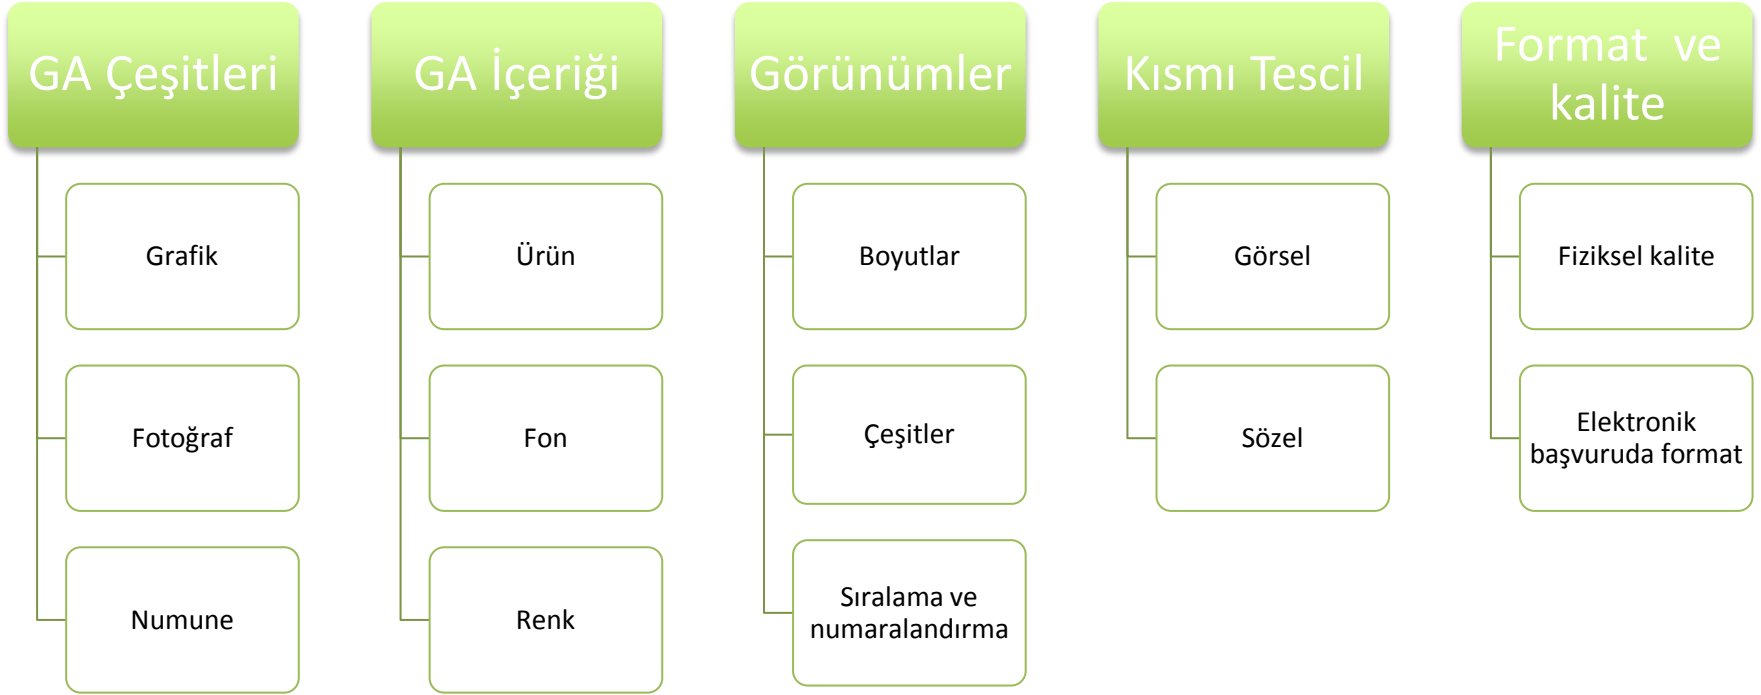 GA Çeşitleri
Grafik
Fotoğraf
Numune
GA İçeriği
Ürün
Fon
Renk
Görünümler
Boyutlar
Çeşitler
Sıralama ve
numaralandırma
Kısmı Tescil
Görsel
Sözel
Format ve
kalite
Fiziksel kalite
Elektronik
başvuruda format